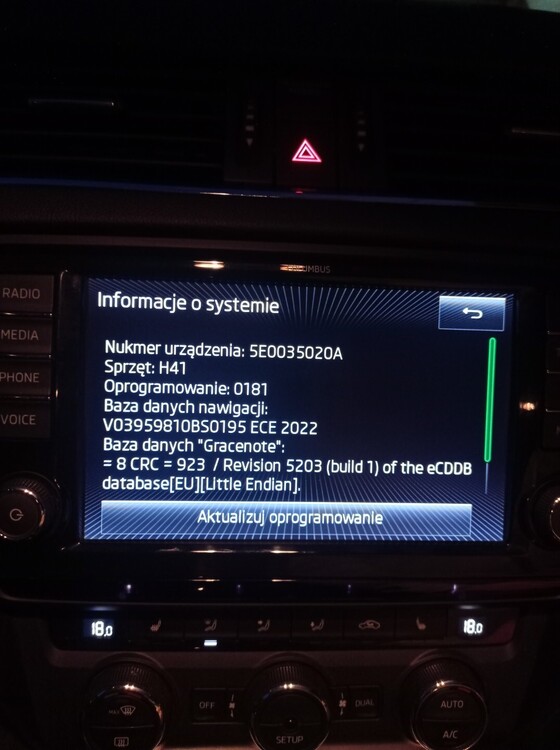 COLUMBUS
RADIO
MEDIA
PHONE
VOICE
Informacje o systemie
Nukmer urządzenia: 5E0035020A
Sprzęt: H41
Oprogramowanie: 0181
Baza danych nawigacji:
V03959810BS0195 ECE 2022
Baza danych "Gracenote":
= 8 CRC = 923 / Revision 5203 (build 1) of the eCDDB
database[EU][Little Endian].
Aktualizuj oprogramowanie
18.0
18.0
OFF
DUAL
AUTO
MAX
SETUP
A/C